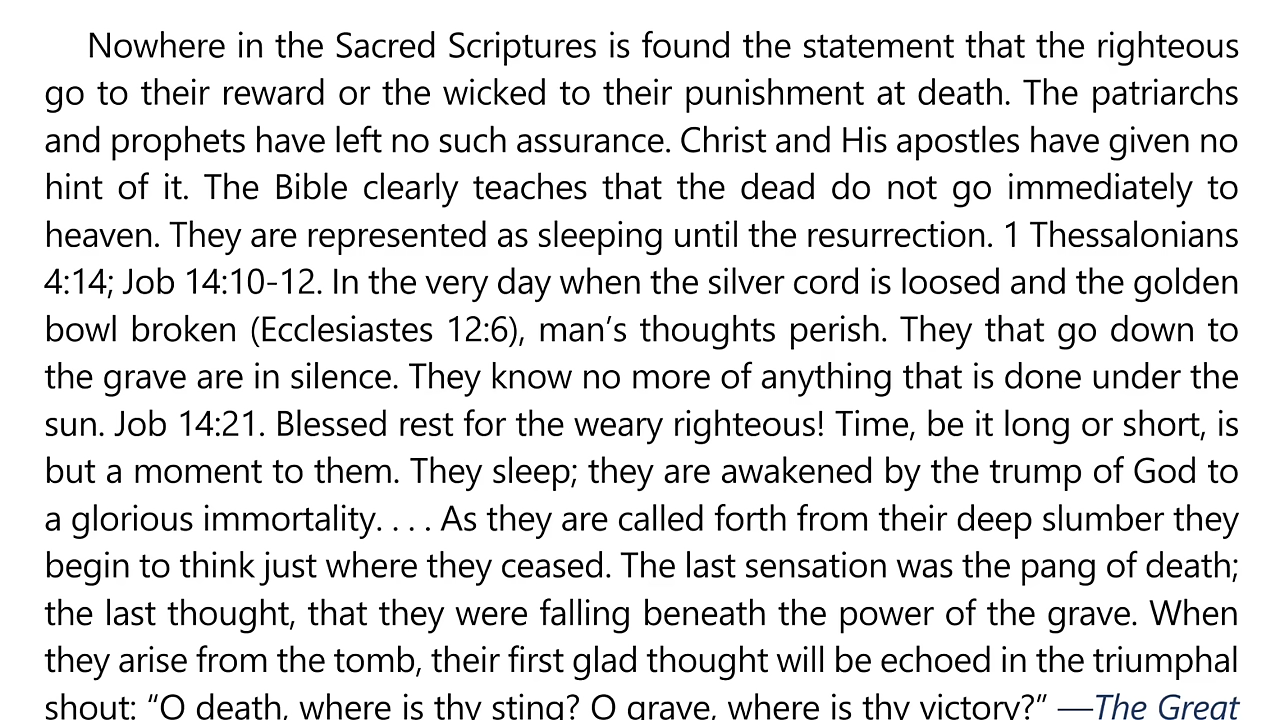 Nowhere in the Sacred Scriptures is found the statement that the righteous
go to their reward or the wicked to their punishment at death. The patriarchs
and prophets have left no such assurance. Christ and His apostles have given no
hint of it. The Bible clearly teaches that the dead do not go immediately to
heaven. They are represented as sleeping until the resurrection. 1 Thessalonians
4:14; Job 14:10-12. In the very day when the silver cord is loosed and the golden
bowl broken (Ecclesiastes 12:6), man’s thoughts perish. They that go down to
the grave are in silence. They know no more of anything that is done under the
sun. Job 14:21. Blessed rest for the weary righteous! Time, be it long or short, is
but a moment to them. They sleep; they are awakened by the trump of God to
a glorious immortality. . . . As they are called forth from their deep slumber they
begin to think just where they ceased. The last sensation was the pang of death;
the last thought, that they were falling beneath the power of the grave. When
they arise from the tomb, their first glad thought will be echoed in the triumphal
shout: “O death, where is thy sting? O grave, where is thy victory?” —The Great